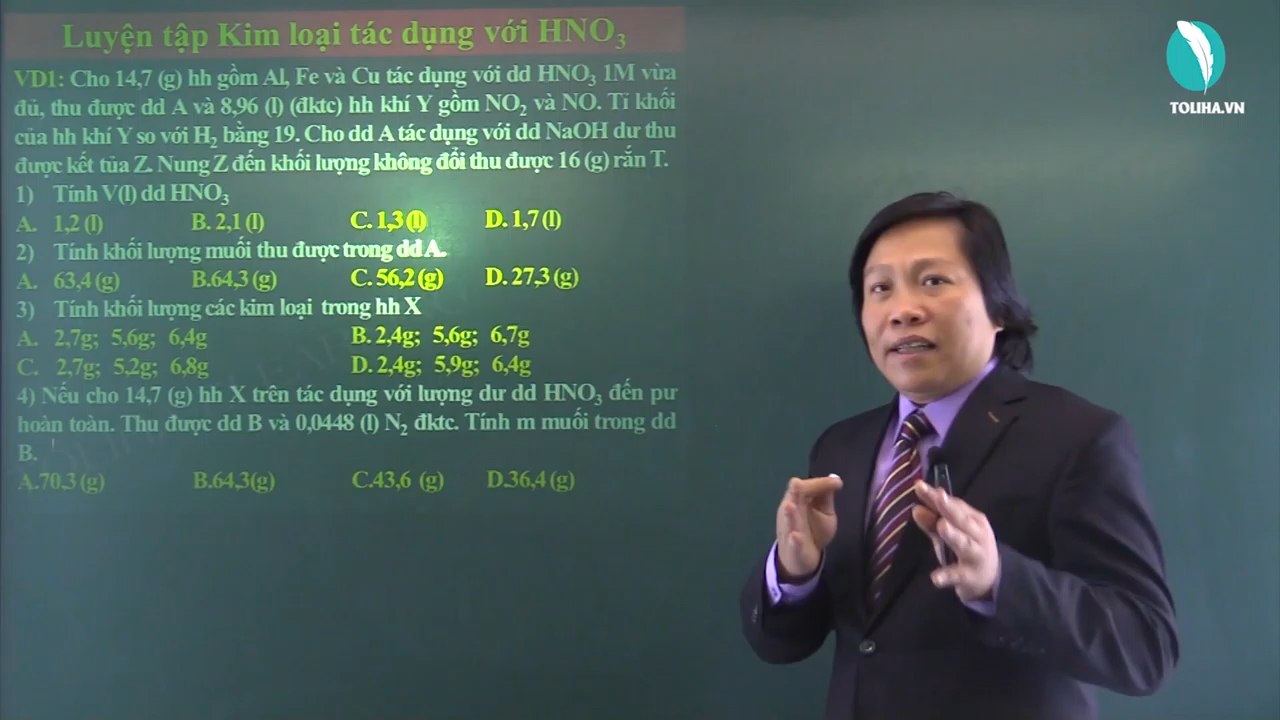 Luyện tập Kim loại tác dụng với HNO₃
TOLIHA.VN
VD1: Cho 14,7 (g) hh gồm Al, Fe và Cu tác dụng với dd HNO₃ 1M vừa
đủ, thu được dd A và 8,96 (l) (đktc) hh khí Y gồm NO₂ và NO. Tỉ khối
của hh khí Y so với H₂ bằng 19. Cho dd A tác dụng với dd NaOH dư thu
được kết tủa Z. Nung Z đến khối lượng không đổi thu được 16 (g) rắn T.
1) Tính V(l) dd HNO₃
A. 1,2 (l) B. 2,1 (l) C. 1,3 (l) D. 1,7 (l)
2) Tính khối lượng muối thu được trong dd A.
A. 63,4 (g) B.64,3 (g) C. 56,2 (g) D. 27,3 (g)
3) Tính khối lượng các kim loại trong hh X
A. 2,7g; 5,6g; 6,4g B. 2,4g; 5,6g; 6,7g
C. 2,7g; 5,2g; 6,8g D. 2,4g; 5,9g; 6,4g
4) Nếu cho 14,7 (g) hh X trên tác dụng với lượng dư dd HNO₃ đến pư
hoàn toàn. Thu được dd B và 0,0448 (l) N₂ đktc. Tính m muối trong dd
B.
A.70.3 (g) B.64,3(g) C.43,6 (g) D.36,4 (g)